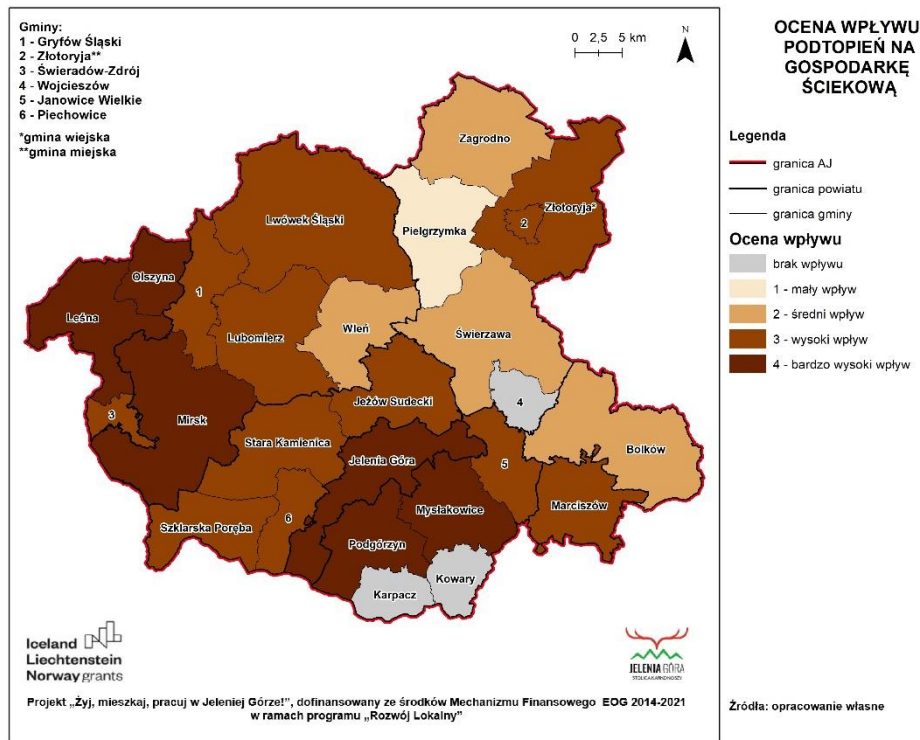 Gminy:
1 - Gryfów Śląski
2 - Złotoryja**
3 - Świeradów-Zdrój
4 - Wojcieszów
5 - Janowice Wielkie
6 - Piechowice
*gmina wiejska
**gmina miejska
0 2,5 5 km
N
Zagrodno
Złotoryja*
2
Pielgrzymka
Lwówek Śląski
Olszyna
1
Leśna
Lubomierz
Wleń
Świerzawa
4
3
Mirsk
Jeżów Sudecki
Stara Kamienica
Bolków
Jelenia Góra
5
Marciszów
Mysłakowice
Szklarska Poręba
6
Podgórzyn
Kowary
Karpacz
Iceland
Liechtenstein
Norway grants
JELENIA GÓRA
Projekt „Żyj, mieszkaj, pracuj w Jeleniej Górze!”, dofinansowany ze środków Mechanizmu Finansowego EOG 2014-2021
w ramach programu „Rozwój Lokalny”
OCENA WPŁYWU
PODTOPIEŃ NA
GOSPODARKĘ
ŚCIEKOWĄ
Legenda
granica AJ
granica powiatu
granica gminy
Ocena wpływu
brak wpływu
1 - mały wpływ
2 - średni wpływ
3 - wysoki wpływ
4 - bardzo wysoki wpływ
Źródła: opracowanie własne